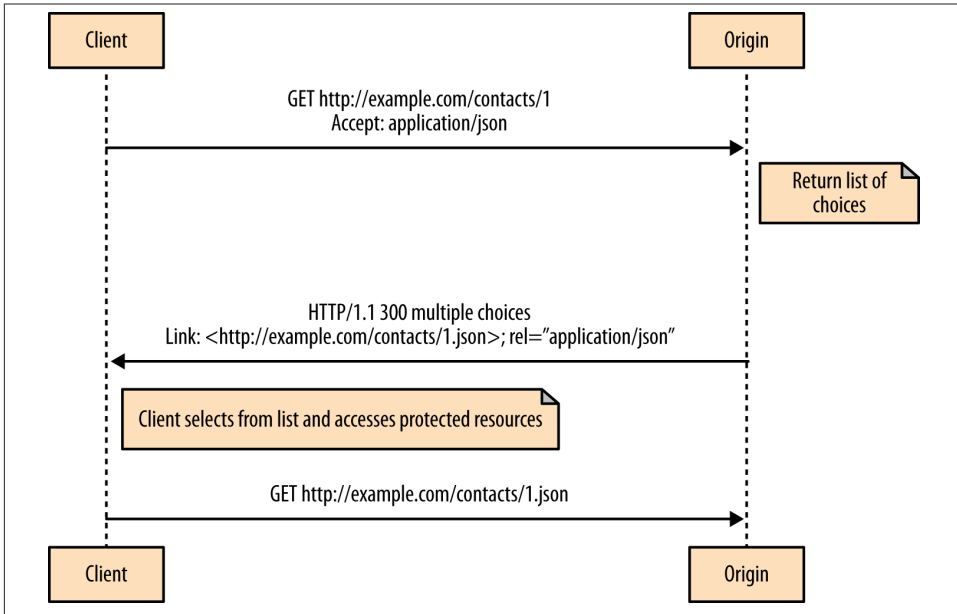 Client
Origin
GET http://example.com/contacts/1
Accept: application/json
Return list of
choices
HTTP/1.1 300 multiple choices
Link: <http://example.com/contacts/1.json>; rel=”application/json”
Client selects from list and accesses protected resources
GET http://example.com/contacts/1.json
Client
Origin